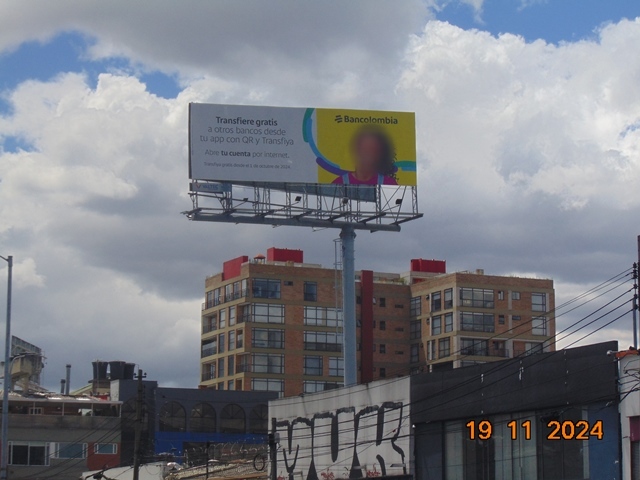 Transfiere gratis
a otros bancos desde
tu app con QR y Transfiya
Abre tu cuenta por internet.
Bancolombia
19 11 2024